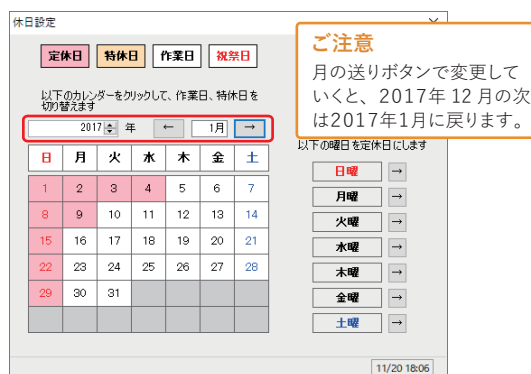 休日設定
ご注意
月の送りボタンで変更して
いくと、2017年 12 月の次
は2017年1月に戻ります。
定休日 特休日 作業日 祝祭日
以下のカレンダーをクリックして、作業日、特休日を
切り替えます
2017 年 ← 1月 →
日 月 火 水 木 金 土
1 2 3 4 5 6 7
8 9 10 11 12 13 14
15 16 17 18 19 20 21
22 23 24 25 26 27 28
29 30 31
以下の曜日を定休日にします
日曜 →
月曜 →
火曜 →
水曜 →
木曜 →
金曜 →
土曜 →
11/20 18:06